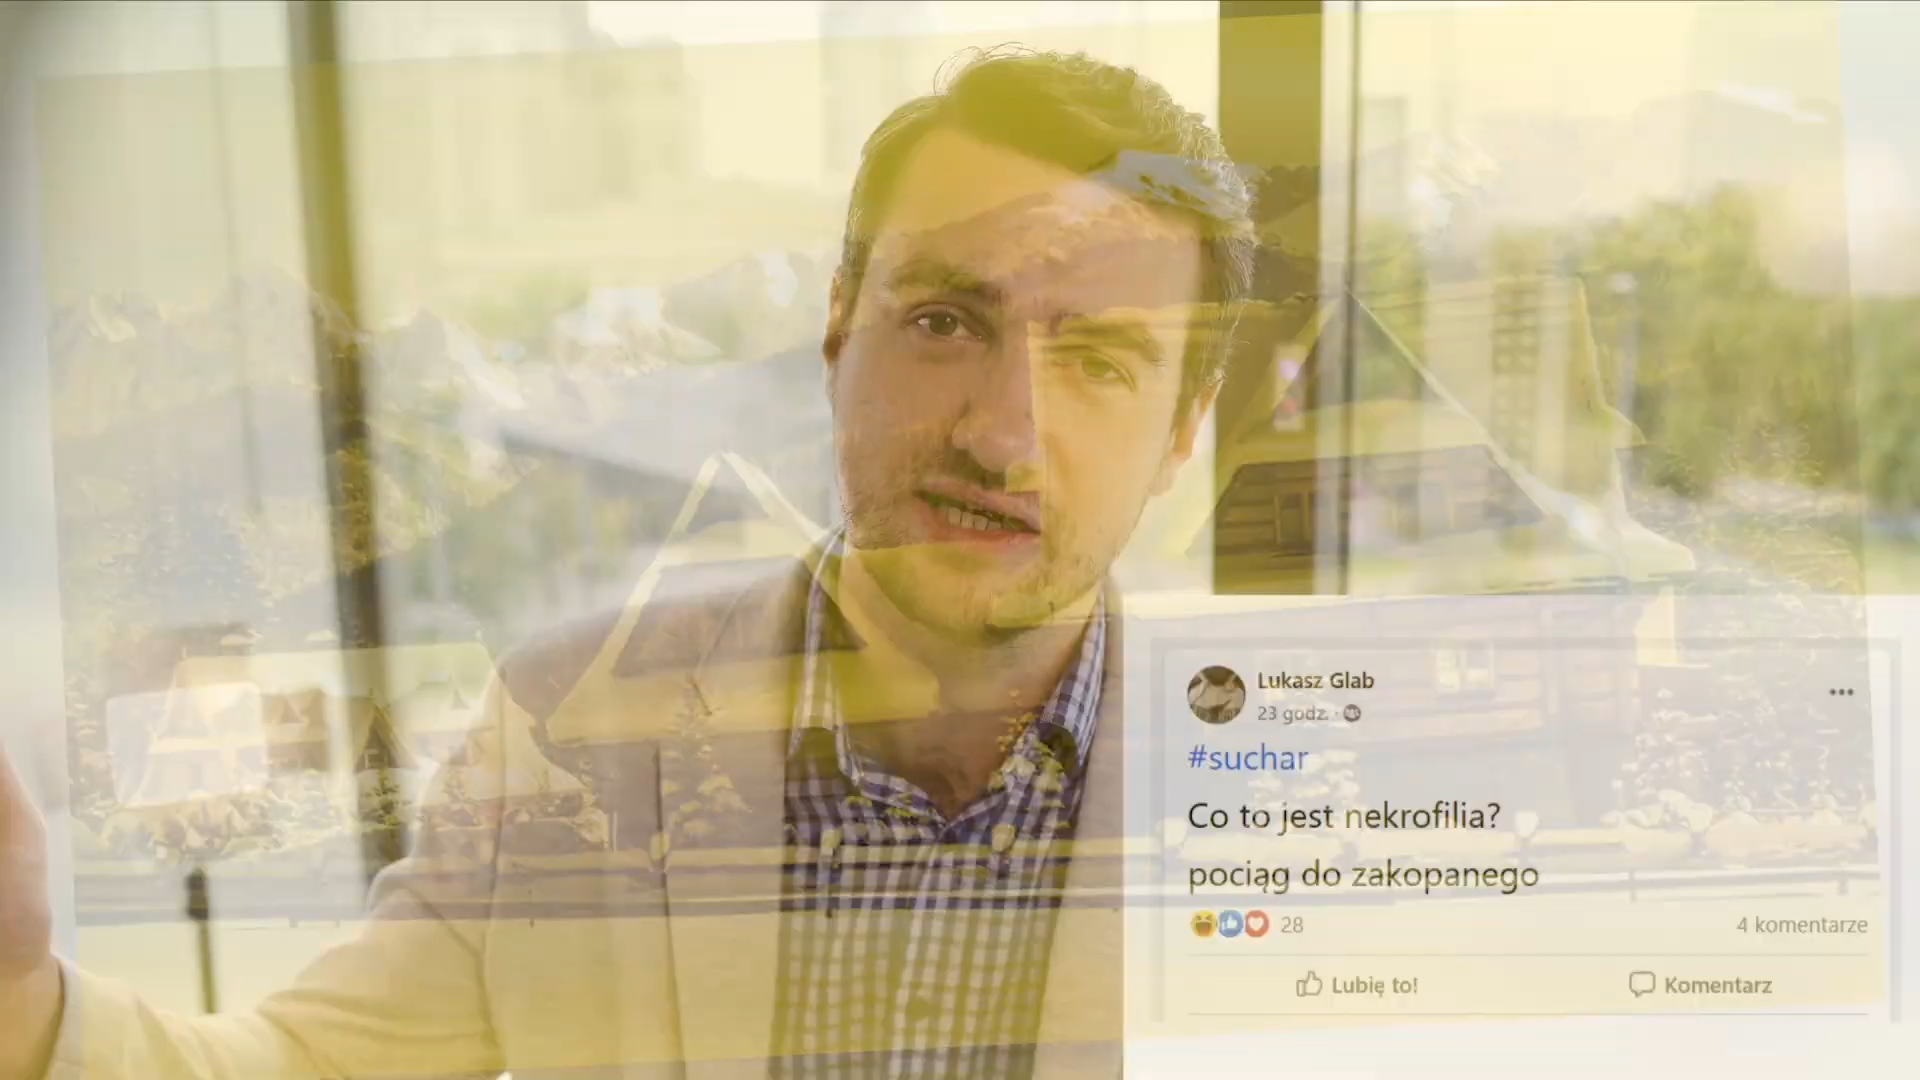 Lukasz Glab
23 godz. ·
#suchar
Co to jest nekrofilia?
pociąg do zakopanego
28
4 komentarze
Lubię to!
Komentarz